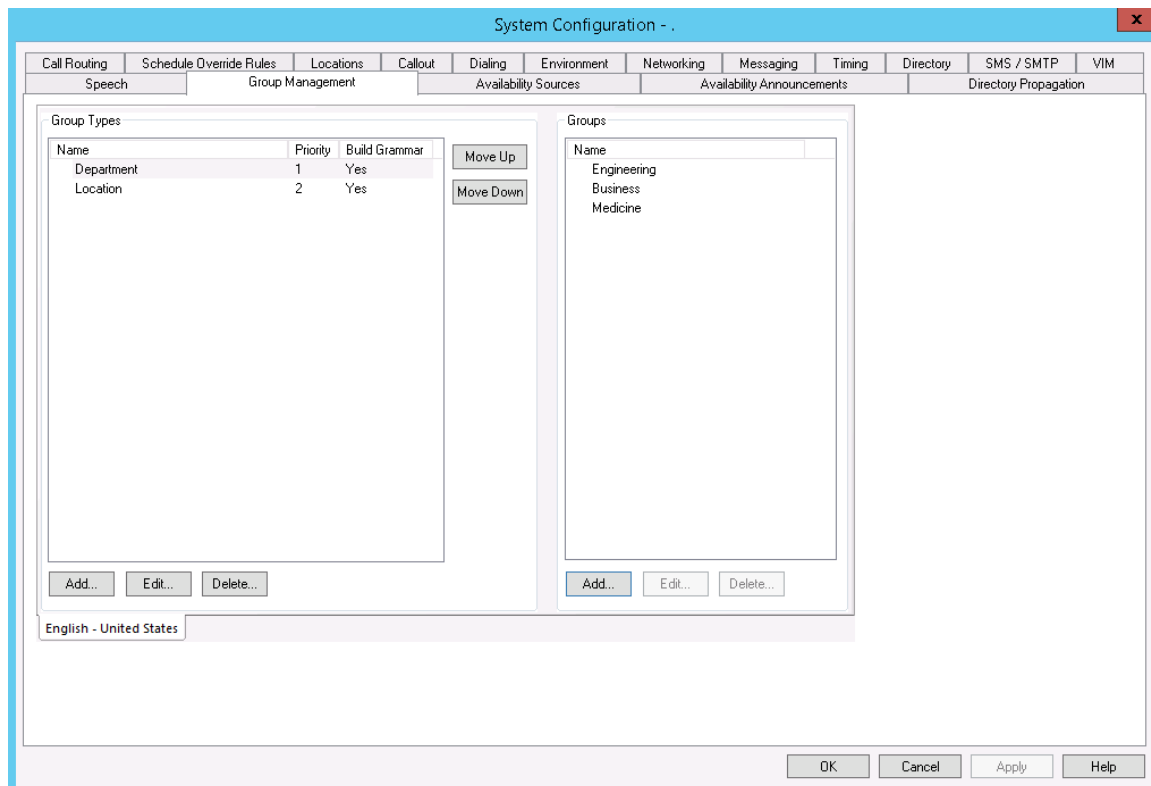 System Configuration - .
x
Call Routing Schedule Override Rules Locations Callout Dialing Environment Networking Messaging Timing Directory SMS / SMTP VIM
Speech Group Management Availability Sources Availability Announcements Directory Propagation
Group Types
Name Priority Build Grammar
Department 1 Yes
Location 2 Yes
Move Up
Move Down
Add... Edit... Delete...
Groups
Name
Engineering
Business
Medicine
Add... Edit... Delete...
English - United States
OK Cancel Apply Help